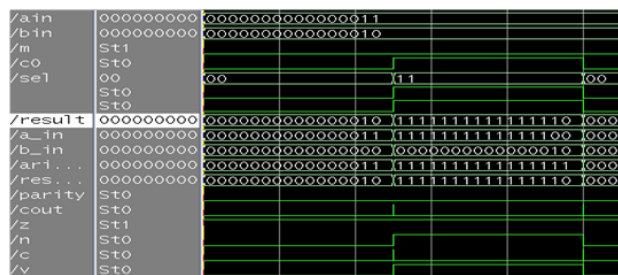 /ain 000000000 0000000000000011
/bin 000000000 0000000000000010
/m St1
/c0 St0
/sel 00 00 11 00
St0
St0
/result 000000000 0000000000000010 1111111111111110 000
/a_in 000000000 0000000000000011 1111111111111100 000
/b_in 000000000 0000000000000000 0000000000000010 000
/ari... 000000000 0000000000000011 1111111111111111 000
/res... 000000000 0000000000000010 1111111111111110 000
/parity St0
/cout St0
/z St1
/n St0
/c St0
/v St0